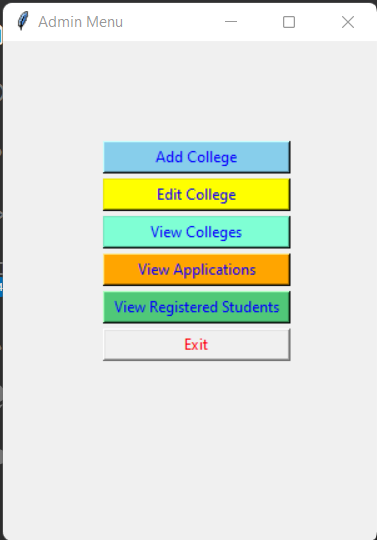 Admin Menu
Add College
Edit College
View Colleges
View Applications
View Registered Students
Exit